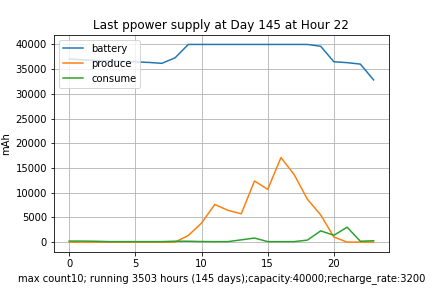 Last ppower supply at Day 145 at Hour 22
40000
35000
30000
25000
20000
15000
10000
5000
0
mAh
battery
produce
consume
0 5 10 15 20
max count10; running 3503 hours (145 days);capacity:40000;recharge_rate:3200